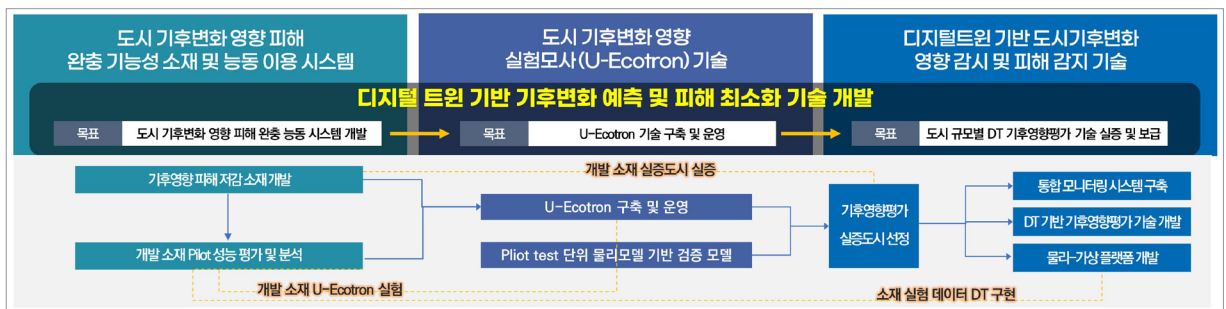 도시 기후변화 영향 피해
완충 기능성 소재 및 능동 이용 시스템
도시 기후변화 영향
실험모사(U-Ecotron) 기술
디지털트윈 기반 도시기후변화
영향 감시 및 피해 감지 기술
디지털 트윈 기반 기후변화 예측 및 피해 최소화 기술 개발
목표 도시 기후변화 영향 피해 완충 능동 시스템 개발
목표 U-Ecotron 기술 구축 및 운영
목표 도시 규모별 DT 기후영향평가 기술 실증 및 보급
개발 소재 실증도시 실증
기후영향 피해 저감 소재 개발
개발 소재 Pilot 성능 평가 및 분석
U-Ecotron 구축 및 운영
Pliot test 단위 물리모델 기반 검증 모델
기후영향평가
실증도시 선정
통합 모니터링 시스템 구축
DT 기반 기후영향평가 기술 개발
물리-가상 플랫폼 개발
개발 소재 U-Ecotron 실험
소재 실험 데이터 DT 구현